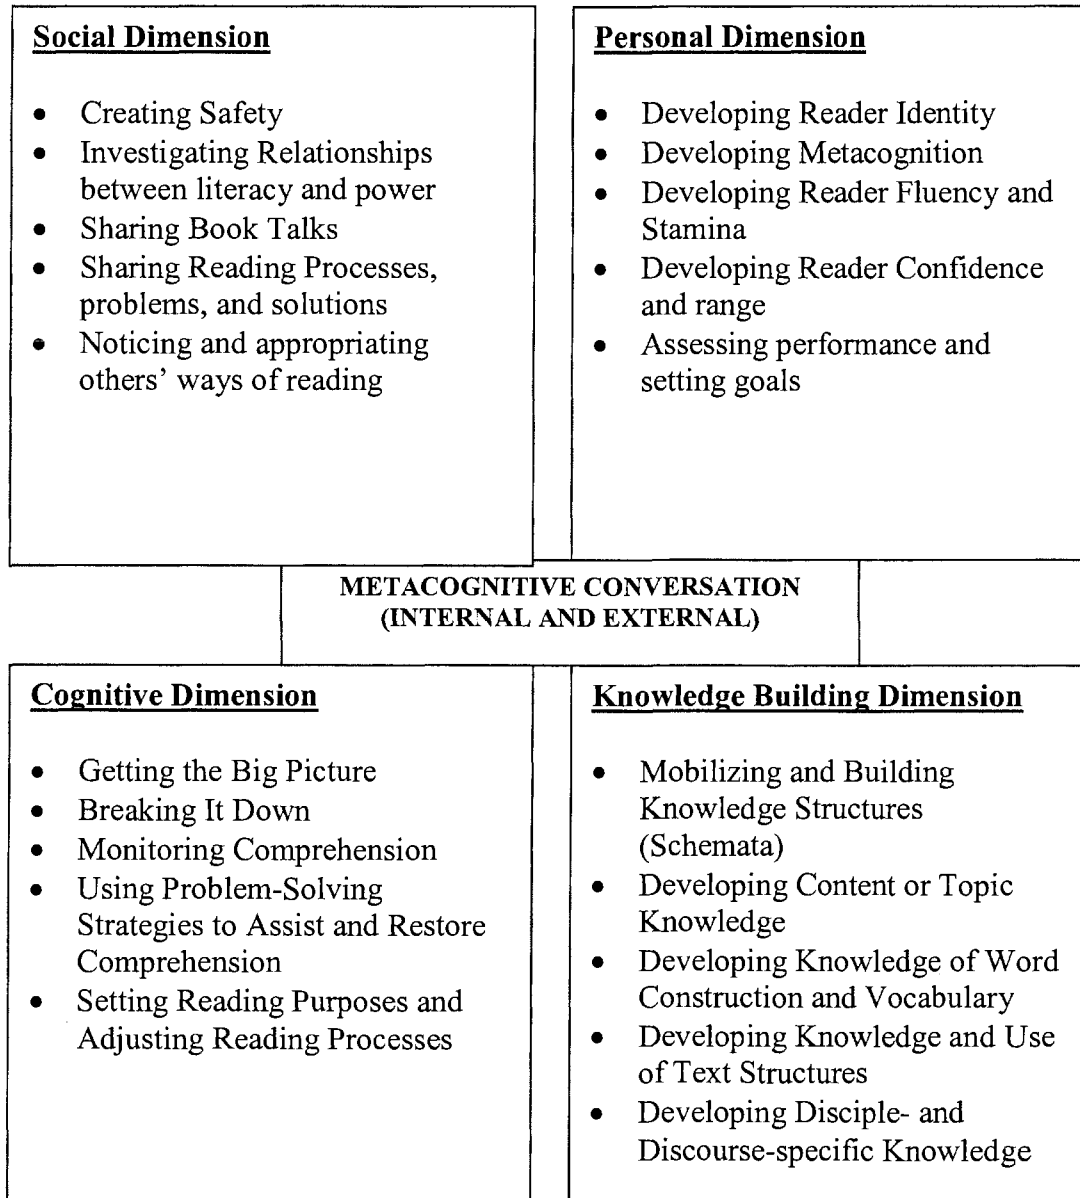 Social Dimension
• Creating Safety
• Investigating Relationships
between literacy and power
• Sharing Book Talks
• Sharing Reading Processes,
problems, and solutions
• Noticing and appropriating
others’ ways of reading
Personal Dimension
• Developing Reader Identity
• Developing Metacognition
• Developing Reader Fluency and
Stamina
• Developing Reader Confidence
and range
• Assessing performance and
setting goals
METACOGNITIVE CONVERSATION
(INTERNAL AND EXTERNAL)
Cognitive Dimension
• Getting the Big Picture
• Breaking It Down
• Monitoring Comprehension
• Using Problem-Solving
Strategies to Assist and Restore
Comprehension
• Setting Reading Purposes and
Adjusting Reading Processes
Knowledge Building Dimension
• Mobilizing and Building
Knowledge Structures
(Schemata)
• Developing Content or Topic
Knowledge
• Developing Knowledge of Word
Construction and Vocabulary
• Developing Knowledge and Use
of Text Structures
• Developing Disciple- and
Discourse-specific Knowledge